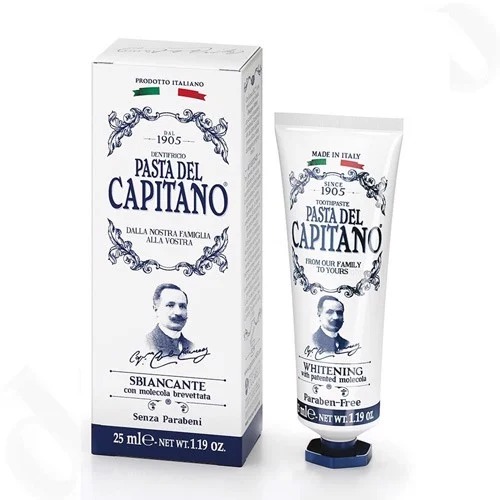 PRODOTTO ITALIANO
DAL
1905
DENTIFRICIO
PASTA DEL
CAPITANO®
DALLA NOSTRA FAMIGLIA
ALLA VOSTRA
SBIANCANTE
con molecola brevettata
Senza Parabeni
25 ml e - NET WT. 1.19 oz.
MADE IN ITALY
SINCE
1905
TOOTHPASTE
PASTA DEL
CAPITANO®
FROM OUR FAMILY
TO YOURS
WHITENING
with patented molecola
Paraben-Free
ml e - NET WT. 1.19 oz.